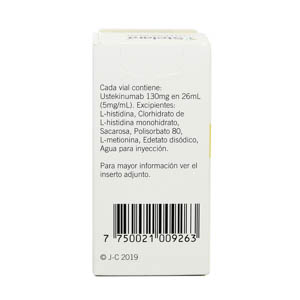 Cada vial contiene:
Ustekinumab 130mg en 26mL
(5mg/mL). Excipientes:
L-histidina, Clorhidrato de
L-histidina monohidrato,
Sacarosa, Polisorbato 80,
L-metionina, Edetato disódico,
Agua para inyección.
Para mayor información ver el
inserto adjunto.
7 750021 009263
© J-C 2019